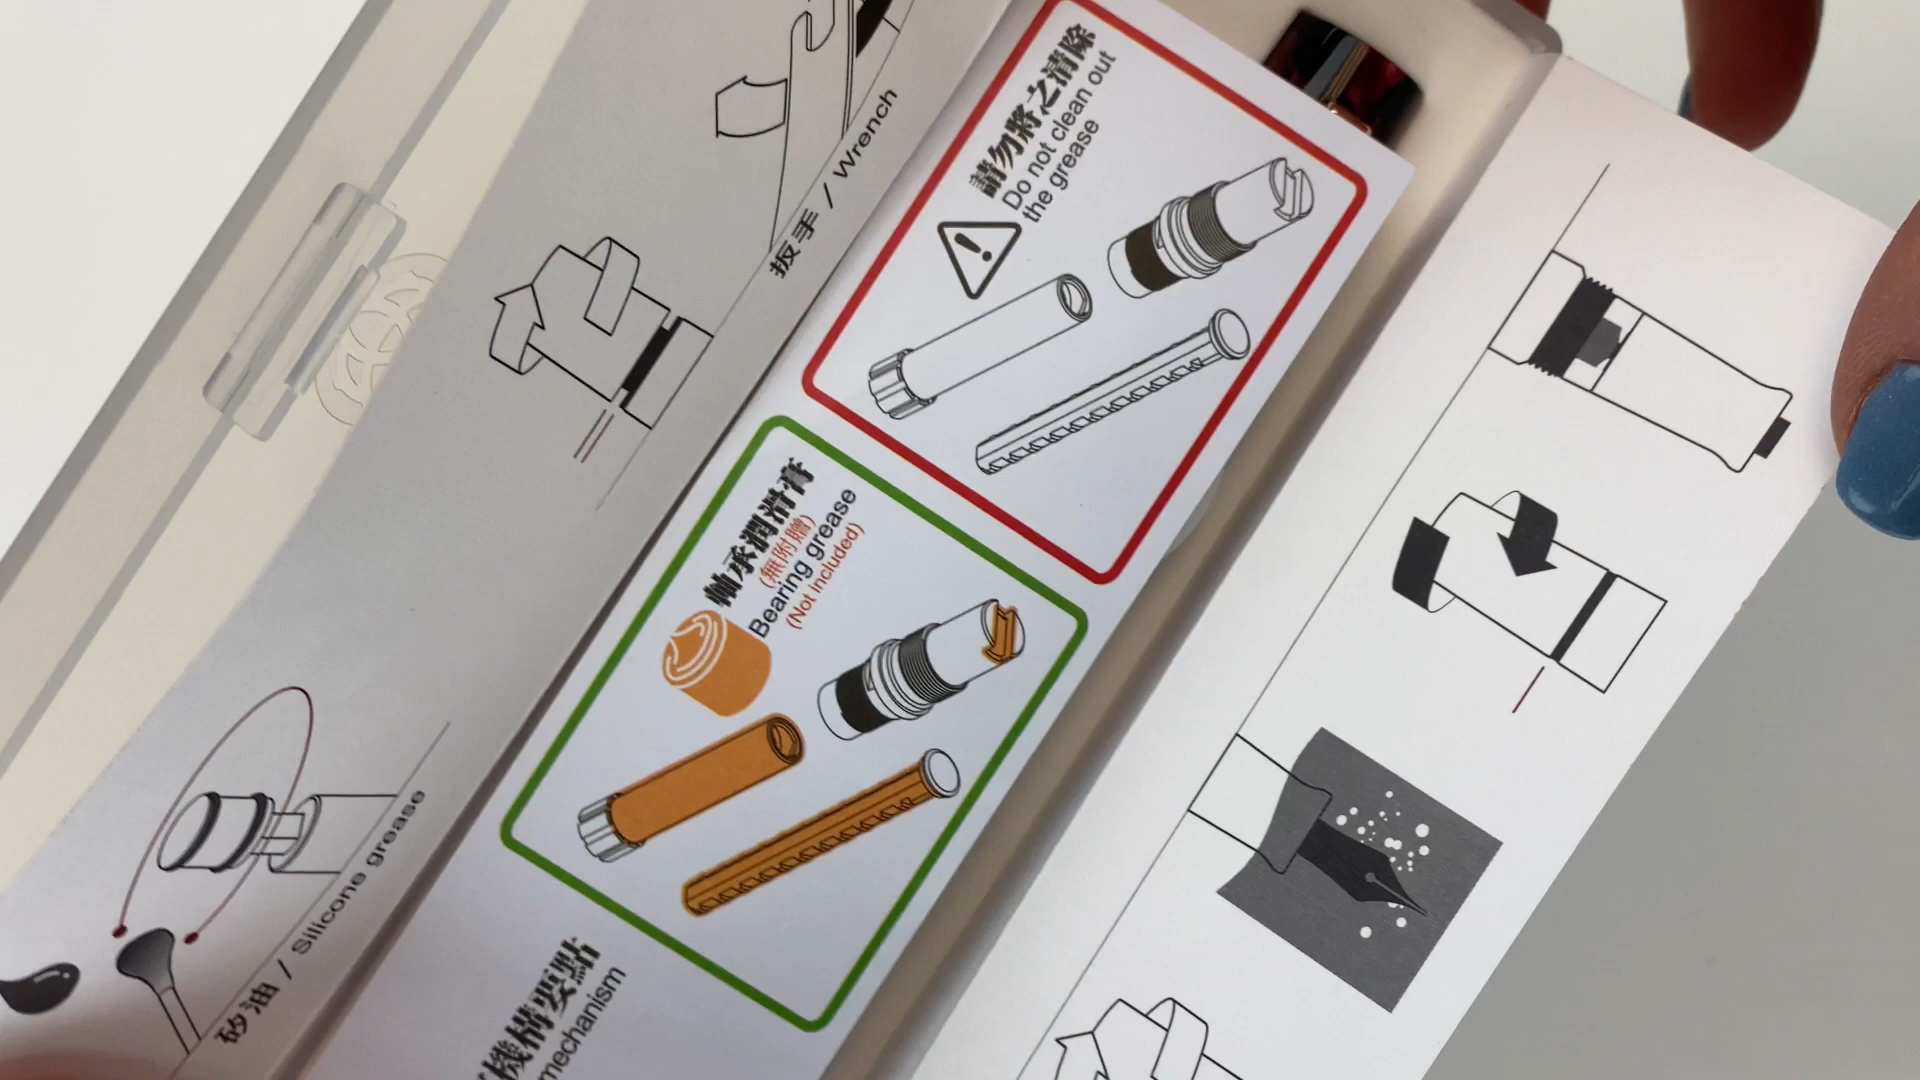 扳手 / Wrench
矽油 / Silicone grease
請勿將之清除
Do not clean out
the grease
軸承潤滑膏
(無附贈)
Bearing grease
(Not Included)
機構要點
mechanism